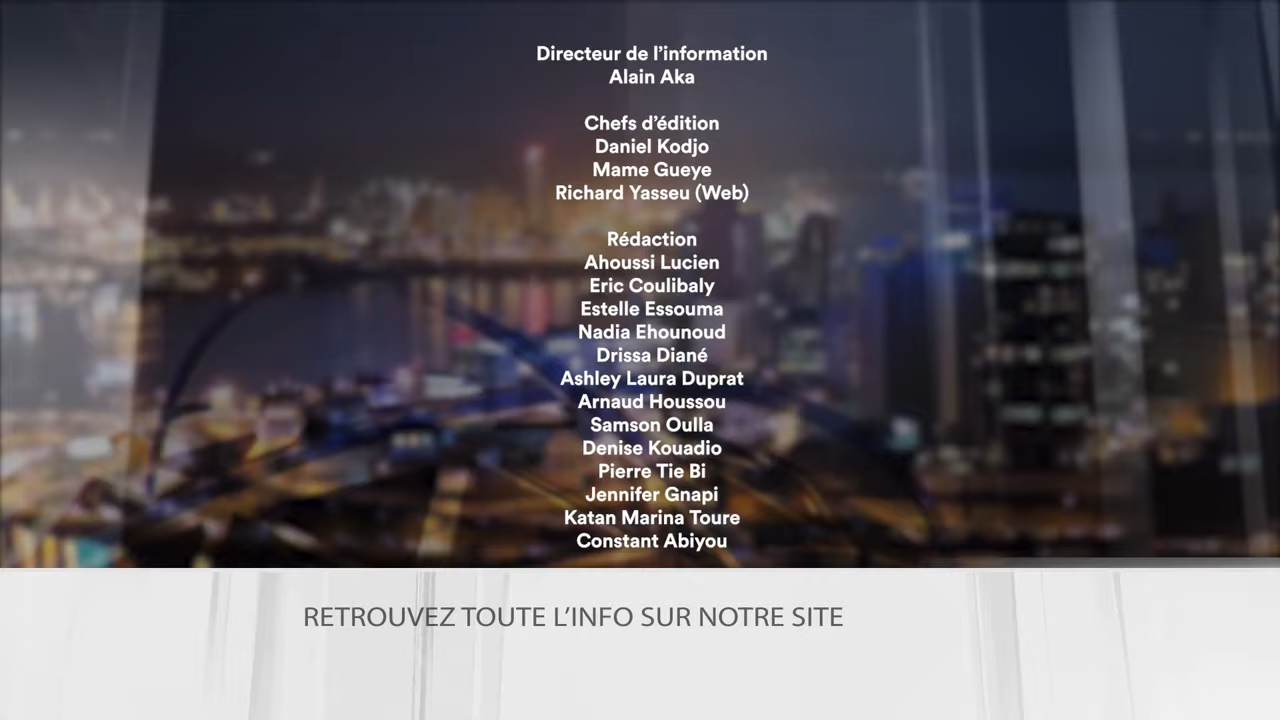 Directeur de l’information
Alain Aka
Chefs d’édition
Daniel Kodjo
Mame Gueye
Richard Yasseu (Web)
Rédaction
Ahoussi Lucien
Eric Coulibaly
Estelle Essouma
Nadia Ehounoud
Drissa Diané
Ashley Laura Duprat
Arnaud Houssou
Samson Oulla
Denise Kouadio
Pierre Tie Bi
Jennifer Gnapi
Katan Marina Toure
Constant Abiyou
RETROUVEZ TOUTE L’INFO SUR NOTRE SITE